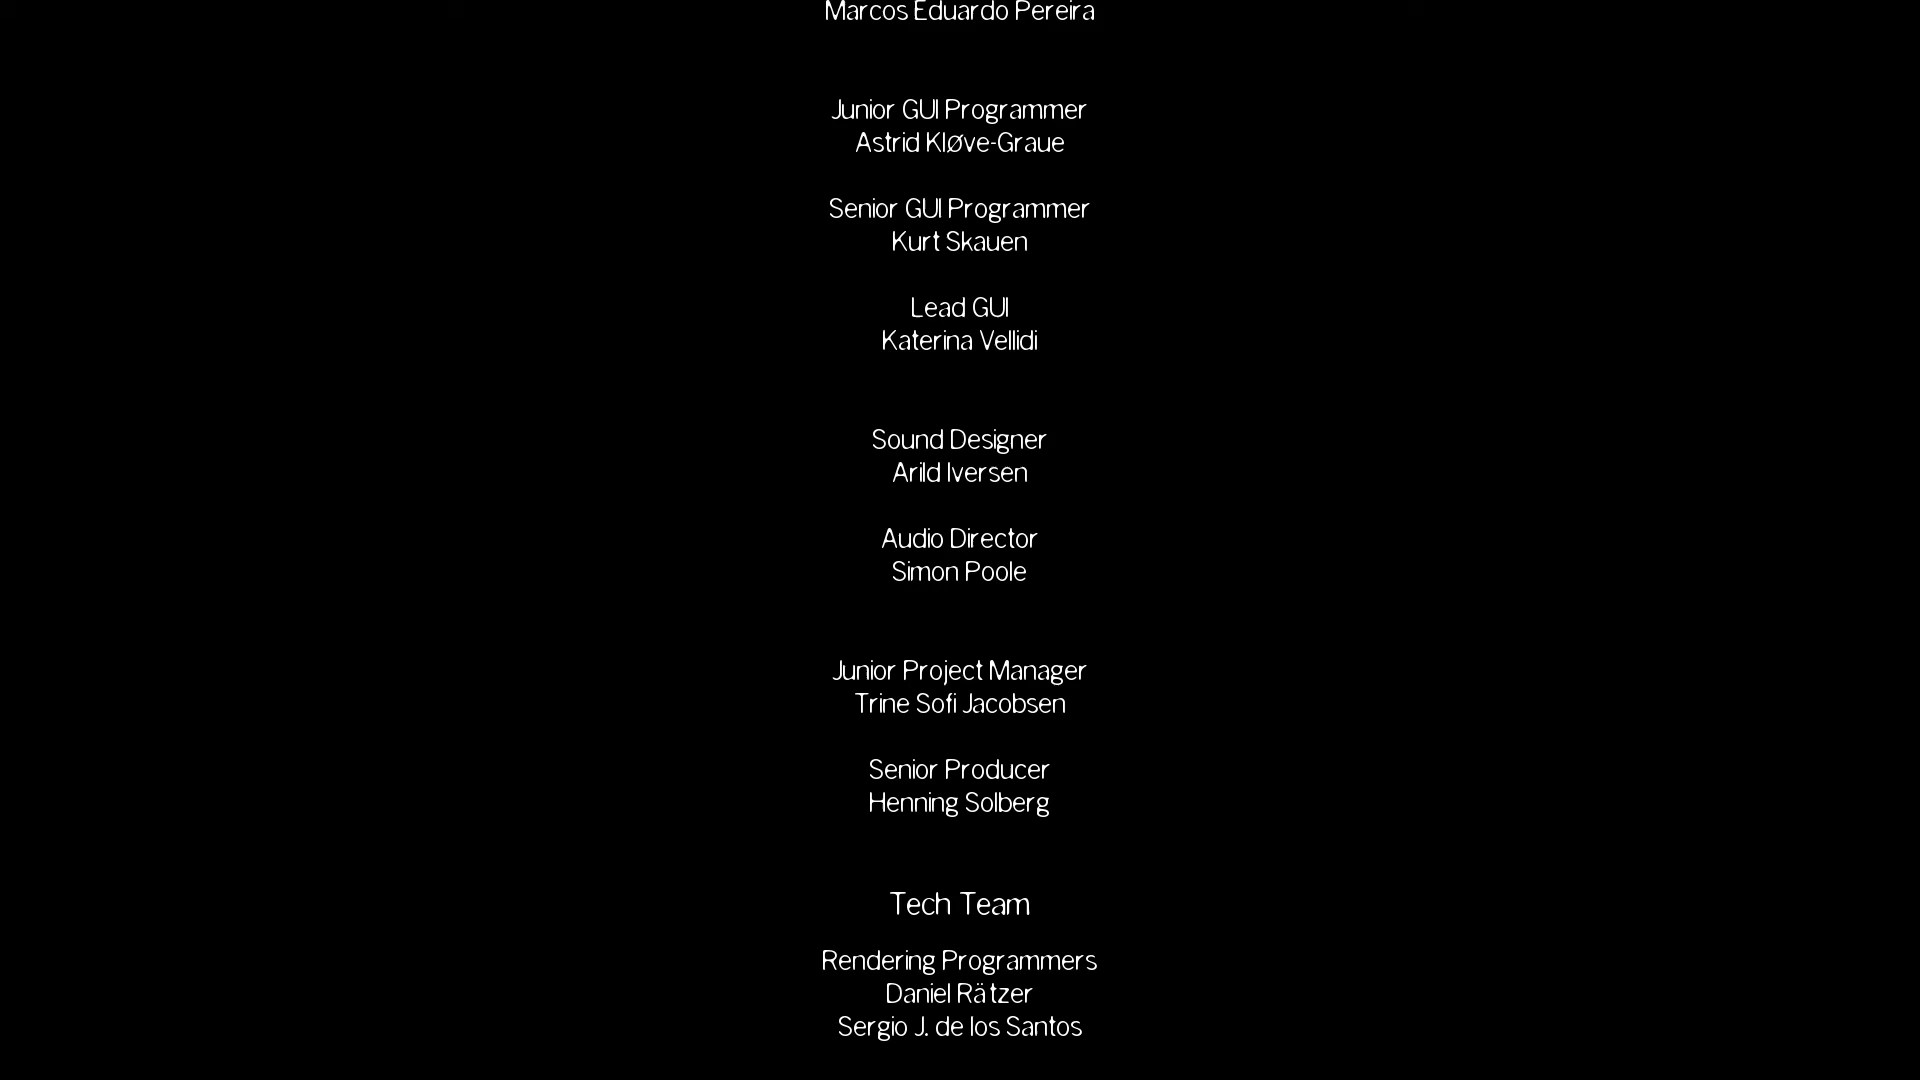 Marcos Eduardo Pereira
Junior GUI Programmer
Astrid Kløve-Graue
Senior GUI Programmer
Kurt Skauen
Lead GUI
Katerina Vellidi
Sound Designer
Arild Iversen
Audio Director
Simon Poole
Junior Project Manager
Trine Sofi Jacobsen
Senior Producer
Henning Solberg
Tech Team
Rendering Programmers
Daniel Rätzer
Sergio J. de los Santos